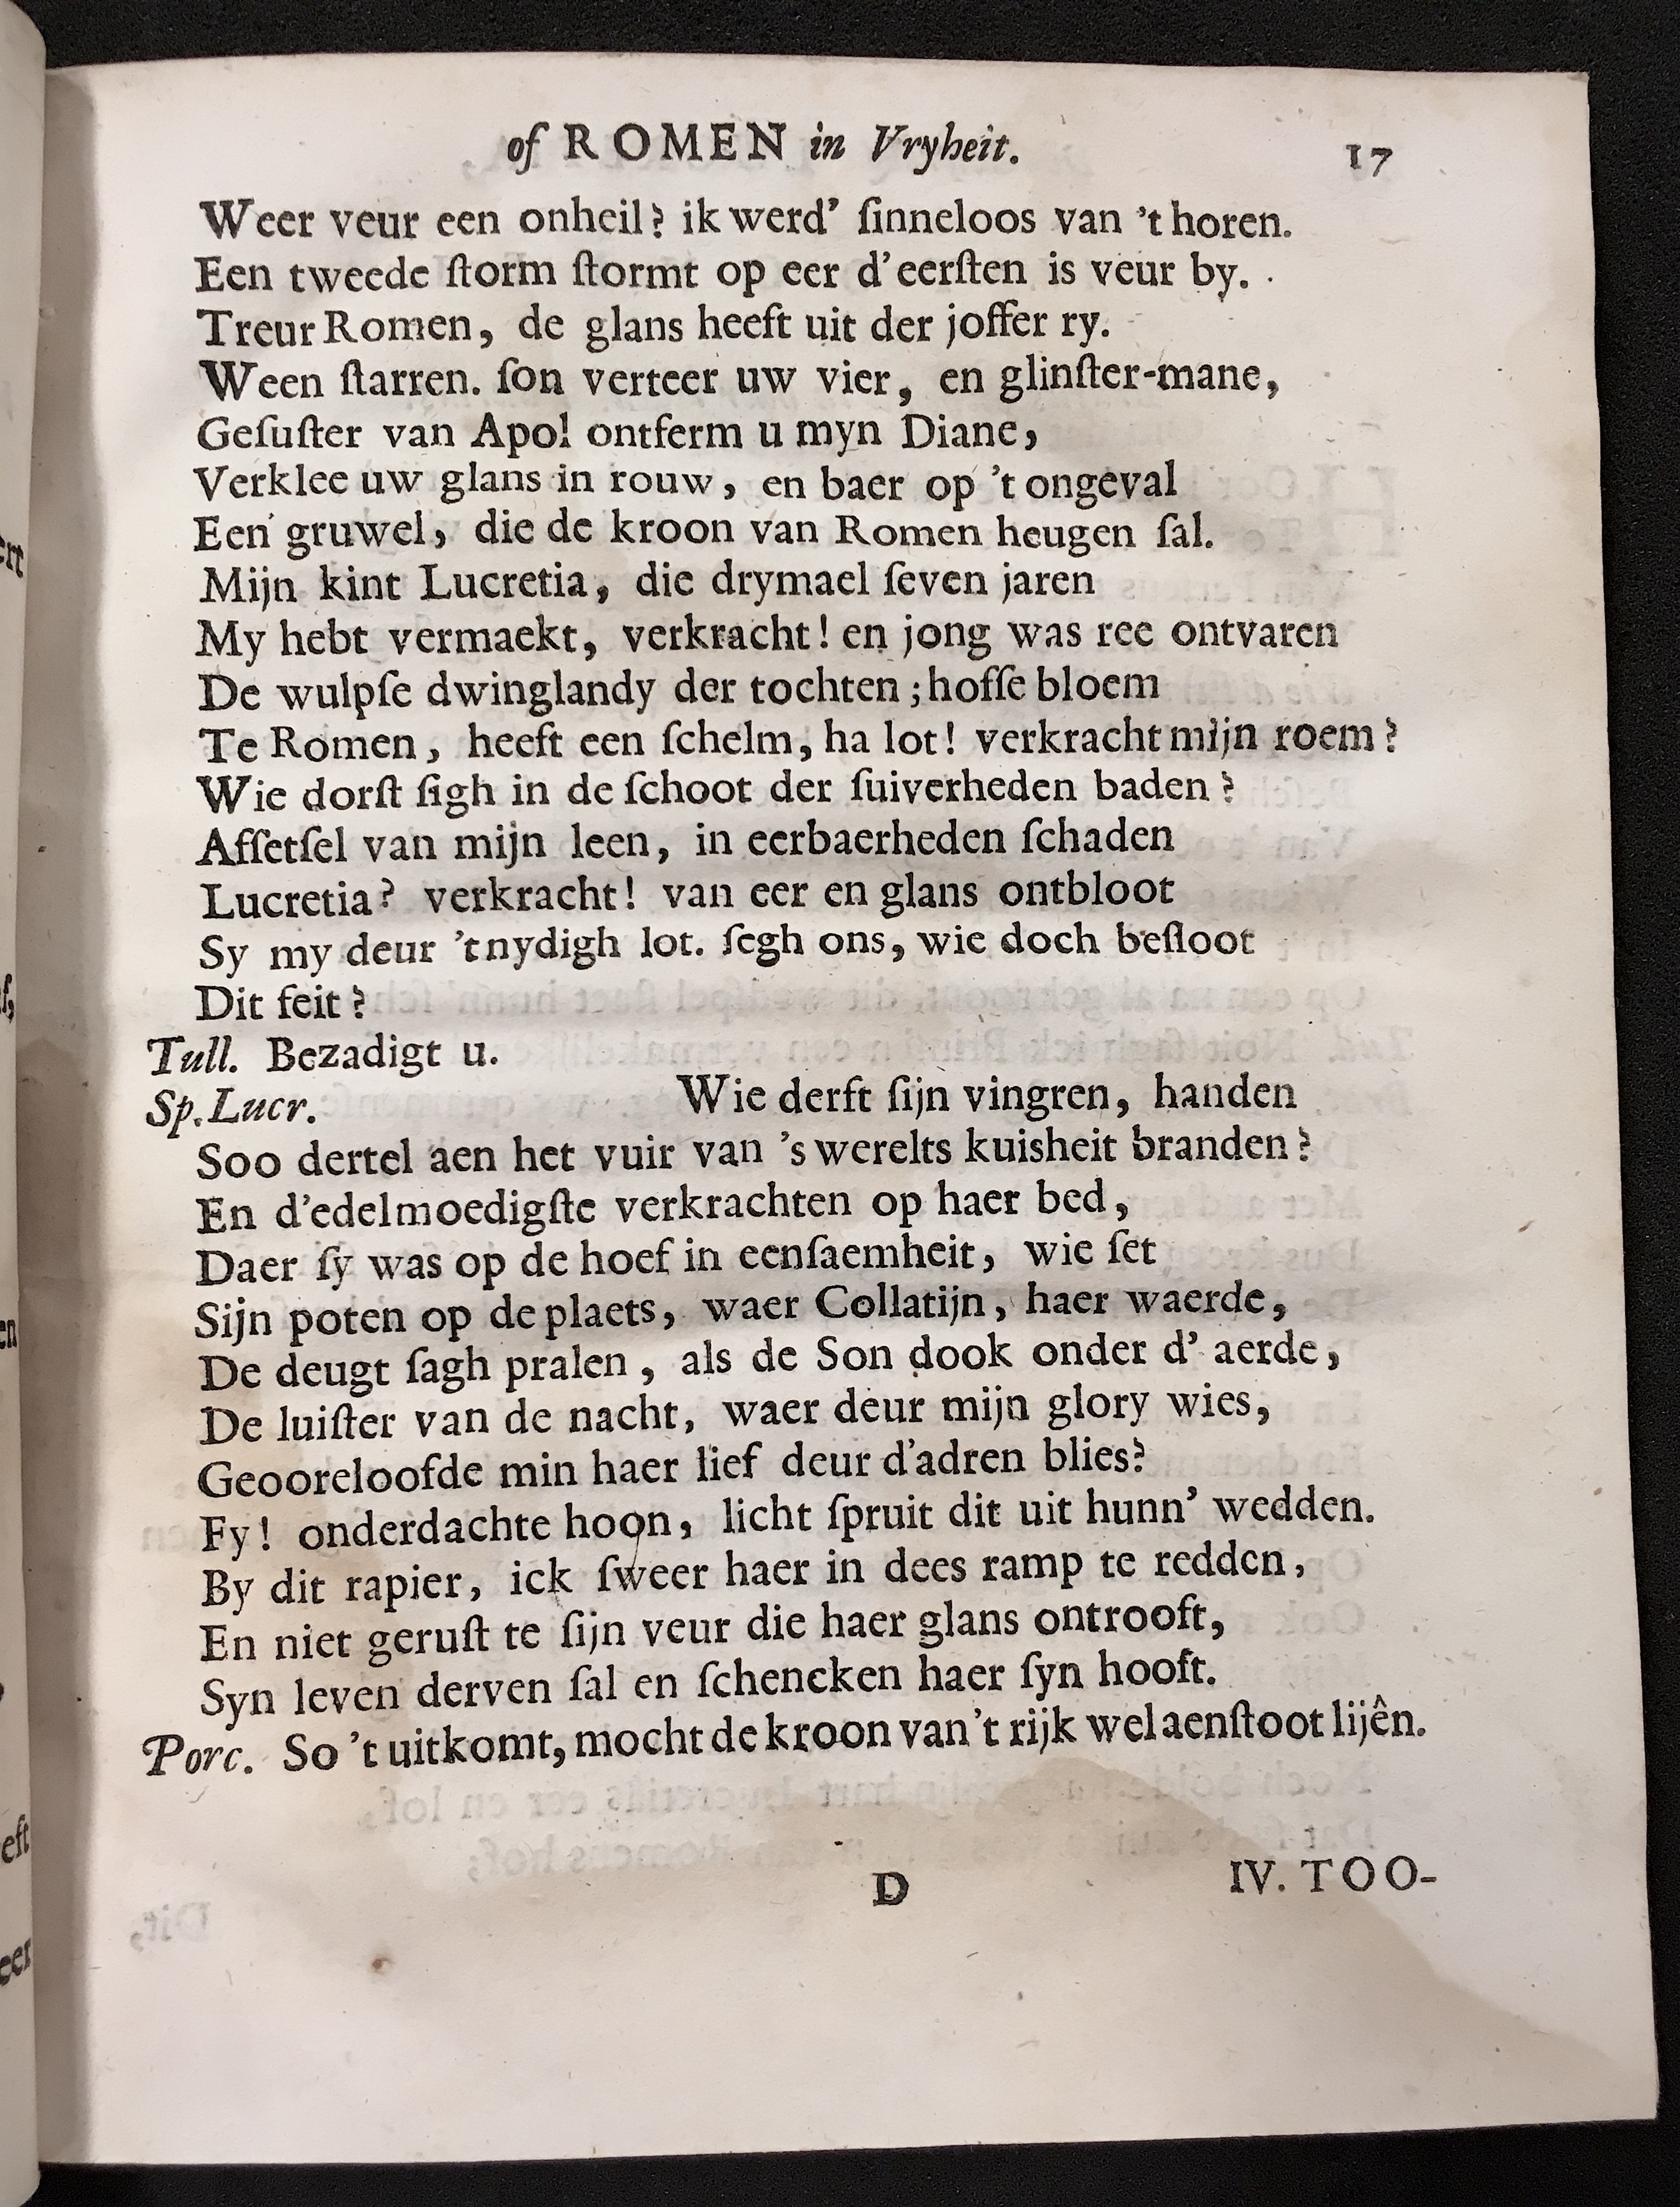 of ROMEN in Vryheit. 17
Weer veur een onheil? ik werd' ſinneloos van 't horen.
Een tweede ſtorm ſtormt op eer d'eerſten is veur by.
Treur Romen, de glans heeft uit der joffer ry.
Ween ſtarren. ſon verteer uw vier, en glinſter-mane,
Geſuſter van Apol ontferm u myn Diane,
Verklee uw glans in rouw, en baer op 't ongeval
Een gruwel, die de kroon van Romen heugen ſal.
Mijn kint Lucretia, die drymael ſeven jaren
My hebt vermaekt, verkracht! en jong was ree ontvaren
De wulpſe dwinglandy der tochten; hofſe bloem
Te Romen, heeft een ſchelm, ha lot! verkracht mijn roem?
Wie dorſt ſigh in de ſchoot der ſuiverheden baden?
Afſetſel van mijn leen, in eerbaerheden ſchaden
Lucretia? verkracht! van eer en glans ontbloot
Sy my deur 't nydigh lot. ſegh ons, wie doch beſloot
Dit feit?
Tull. Bezadigt u.
Sp. Lucr. Wie derft ſijn vingren, handen
Soo dertel aen het vuir van 's werelts kuisheit branden?
En d'edelmoedigſte verkrachten op haer bed,
Daer ſy was op de hoef in eenſaemheit, wie ſet
Sijn poten op de plaets, waer Collatijn, haer waerde,
De deugt ſagh pralen, als de Son dook onder d' aerde,
De luiſter van de nacht, waer deur mijn glory wies,
Geooreloofde min haer lief deur d'adren blies?
Fy! onderdachte hoon, licht ſpruit dit uit hunn' wedden.
By dit rapier, ick ſweer haer in dees ramp te redden,
En niet geruſt te ſijn veur die haer glans ontrooft,
Syn leven derven ſal en ſchencken haer ſyn hooft.
Porc. So 't uitkomt, mocht de kroon van 't rijk wel aenſtoot lijên.
D IV. TOO-